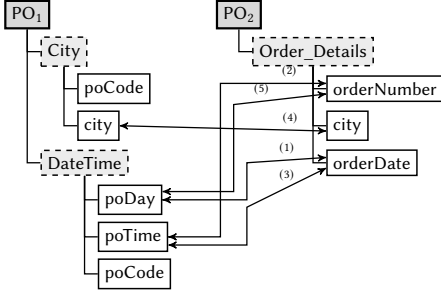 PO1 PO2
City Order_Details
(2)
poCode (5) orderNumber
city (4) city
DateTime (1) orderDate
(3)
poDay
poTime
poCode